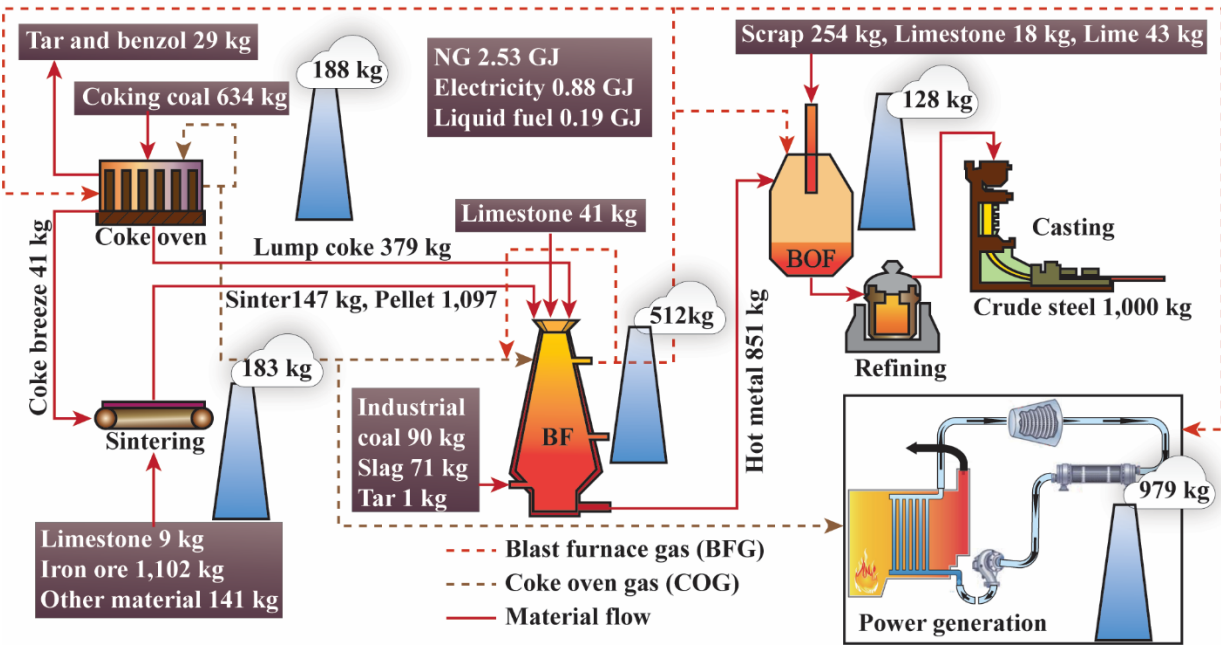 Tar and benzol 29 kg
188 kg
NG 2.53 GJ
Electricity 0.88 GJ
Liquid fuel 0.19 GJ
Scrap 254 kg, Limestone 18 kg, Lime 43 kg
Coking coal 634 kg
128 kg
Coke oven
Limestone 41 kg
Lump coke 379 kg
Coke breeze 41 kg
Sinter147 kg, Pellet 1,097
BOF
Casting
Crude steel 1,000 kg
512kg
Hot metal 851 kg
Refining
183 kg
Sintering
Industrial
coal 90 kg
Slag 71 kg
Tar 1 kg
BF
979 kg
Limestone 9 kg
Iron ore 1,102 kg
Other material 141 kg
Blast furnace gas (BFG)
Coke oven gas (COG)
Material flow
Power generation